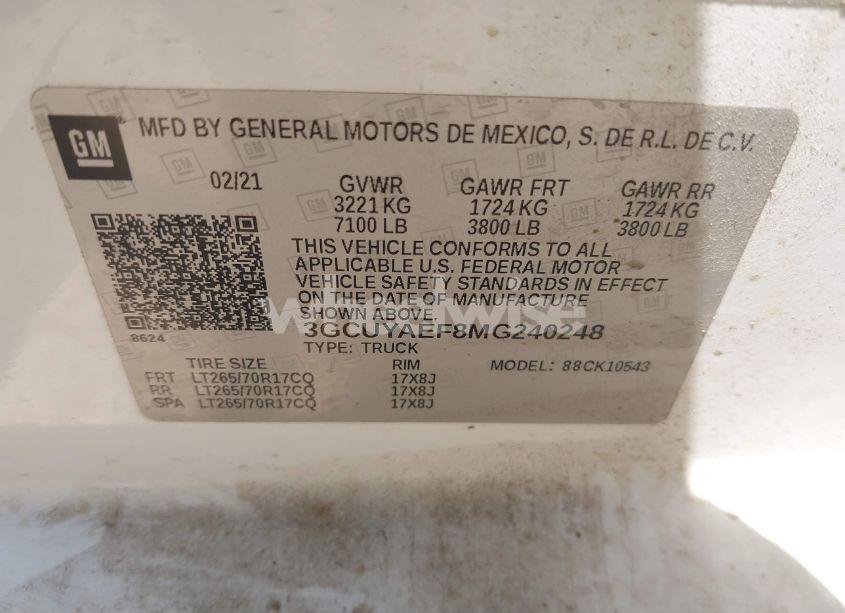 GM
MFD BY GENERAL MOTORS DE MEXICO, S. DE R.L. DE C.V.
02/21 GVWR GAWR FRT GAWR RR
3221 KG 1724 KG 1724 KG
7100 LB 3800 LB 3800 LB
THIS VEHICLE CONFORMS TO ALL
APPLICABLE U.S. FEDERAL MOTOR
VEHICLE SAFETY STANDARDS IN EFFECT
ON THE DATE OF MANUFACTURE
SHOWN ABOVE.
3GCUYAEF8MG240248
8624
TYPE: TRUCK
TIRE SIZE RIM MODEL: 88CK10543
FRT LT265/70R17CQ 17X8J
RR LT265/70R17CQ 17X8J
SPA LT265/70R17CQ 17X8J